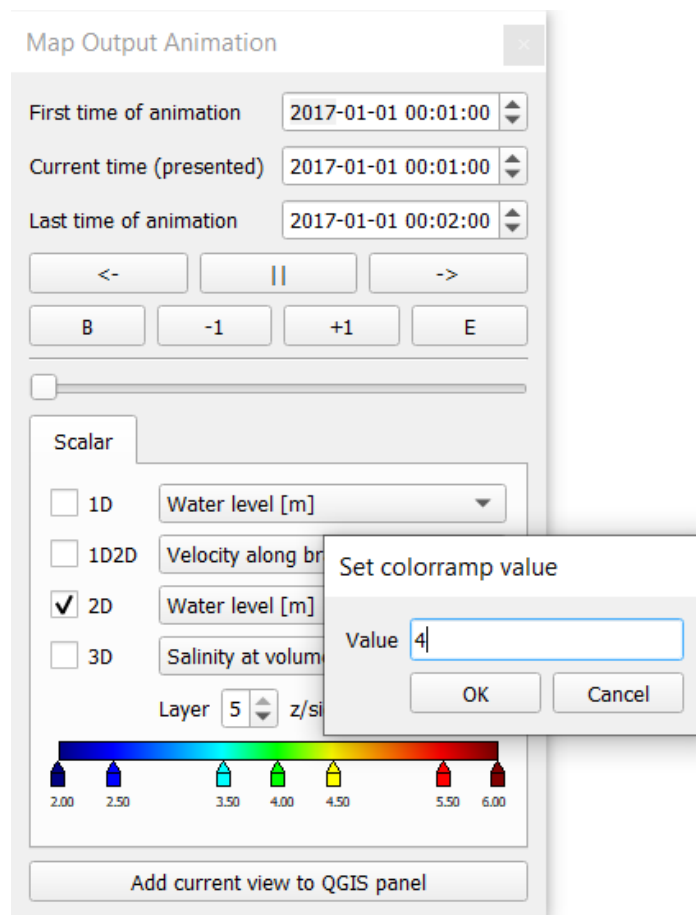 Map Output Animation
First time of animation 2017-01-01 00:01:00
Current time (presented) 2017-01-01 00:01:00
Last time of animation 2017-01-01 00:02:00
<- || ->
B -1 +1 E
Scalar
1D Water level [m]
1D2D Velocity along br
Set colorramp value
2D Water level [m]
Value 4
3D Salinity at volum
OK Cancel
Layer 5 z/si
2.00 2.50 3.50 4.00 4.50 5.50 6.00
Add current view to QGIS panel